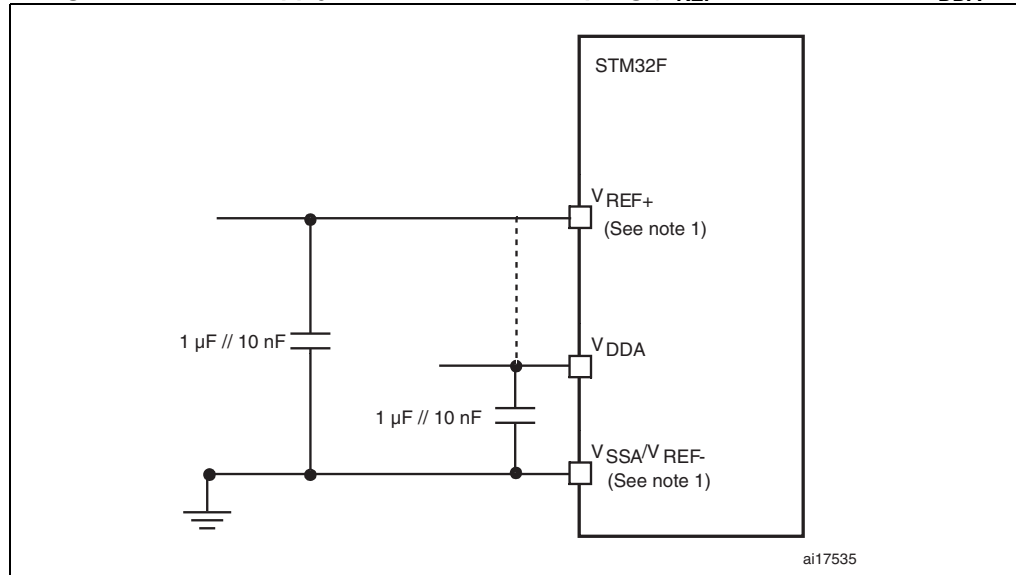 STM32F
VREF+
(See note 1)
1 µF // 10 nF
VDDA
1 µF // 10 nF
VSSA/VREF-
(See note 1)
ai17535